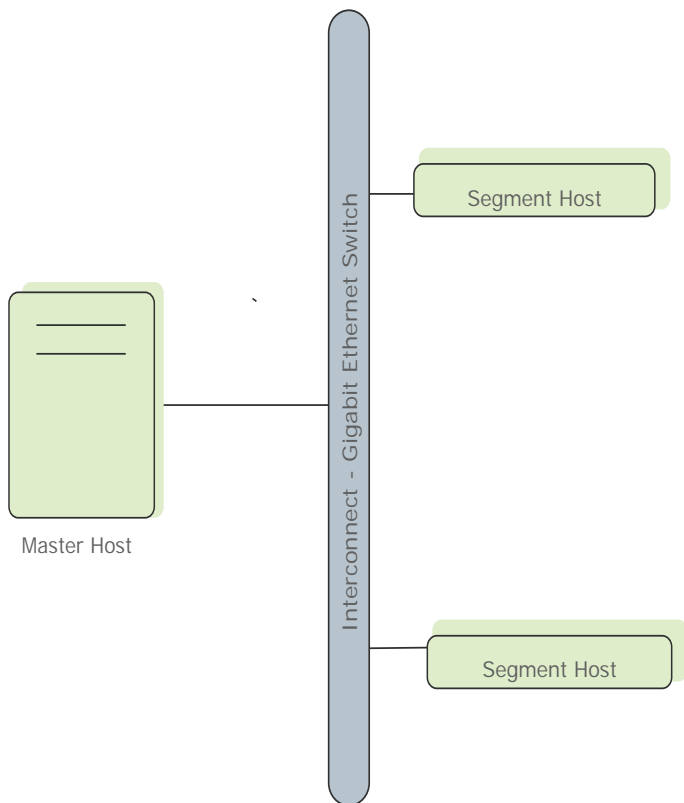 Segment Host
Interconnect - Gigabit Ethernet Switch
Master Host
Segment Host